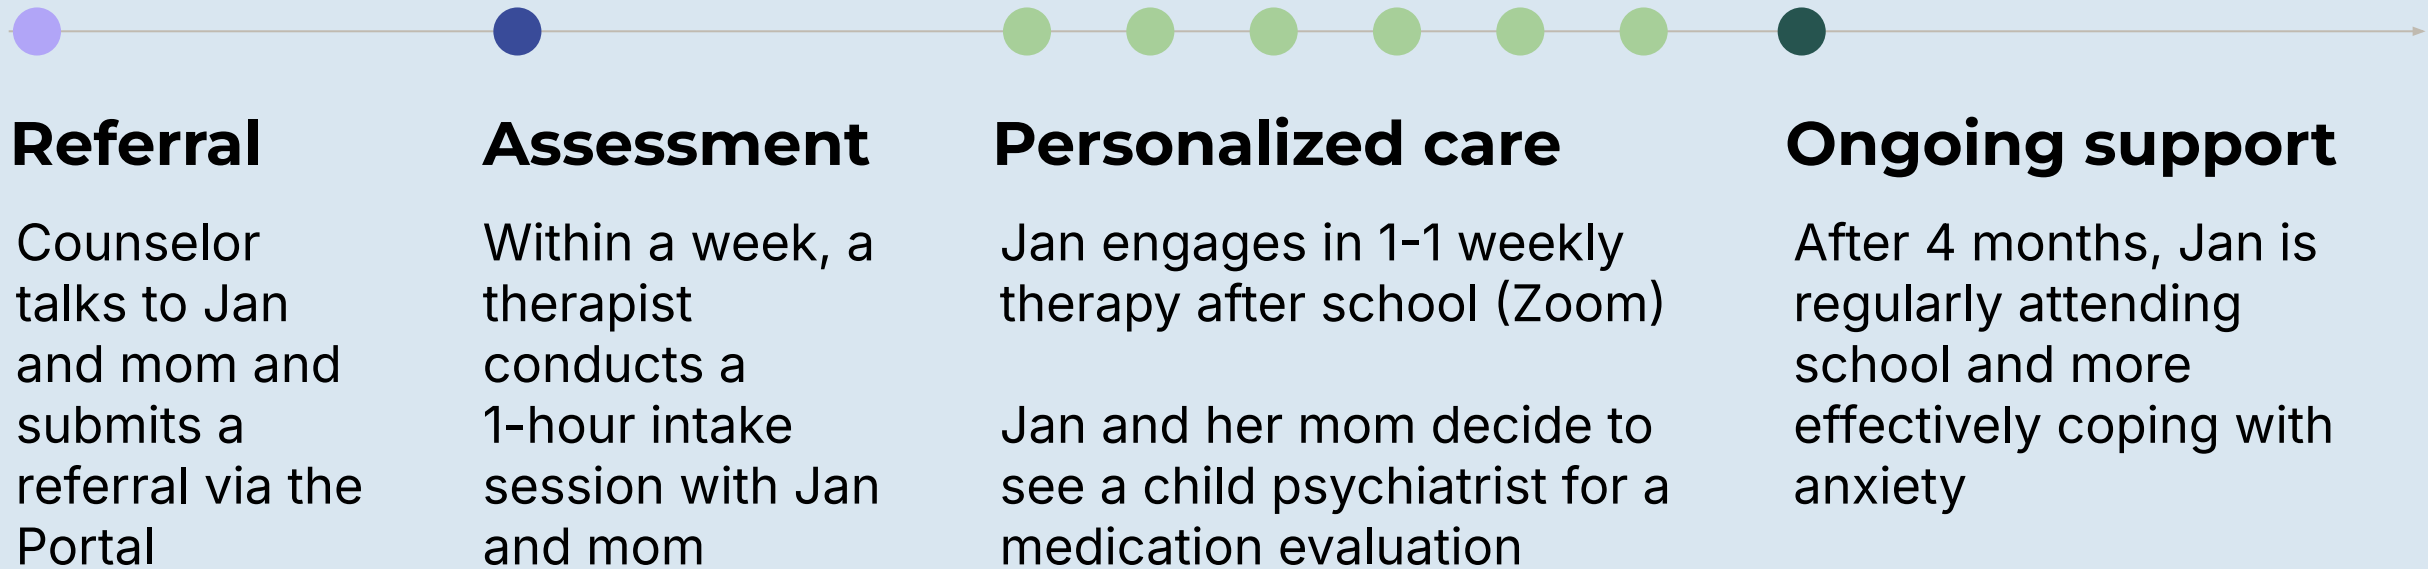 Referral
Counselor
talks to Jan
and mom and
submits a
referral via the
Portal
Assessment
Within a week, a
therapist
conducts a
1-hour intake
session with Jan
and mom
Personalized care
Jan engages in 1-1 weekly
therapy after school (Zoom)
Jan and her mom decide to
see a child psychiatrist for a
medication evaluation
Ongoing support
After 4 months, Jan is
regularly attending
school and more
effectively coping with
anxiety